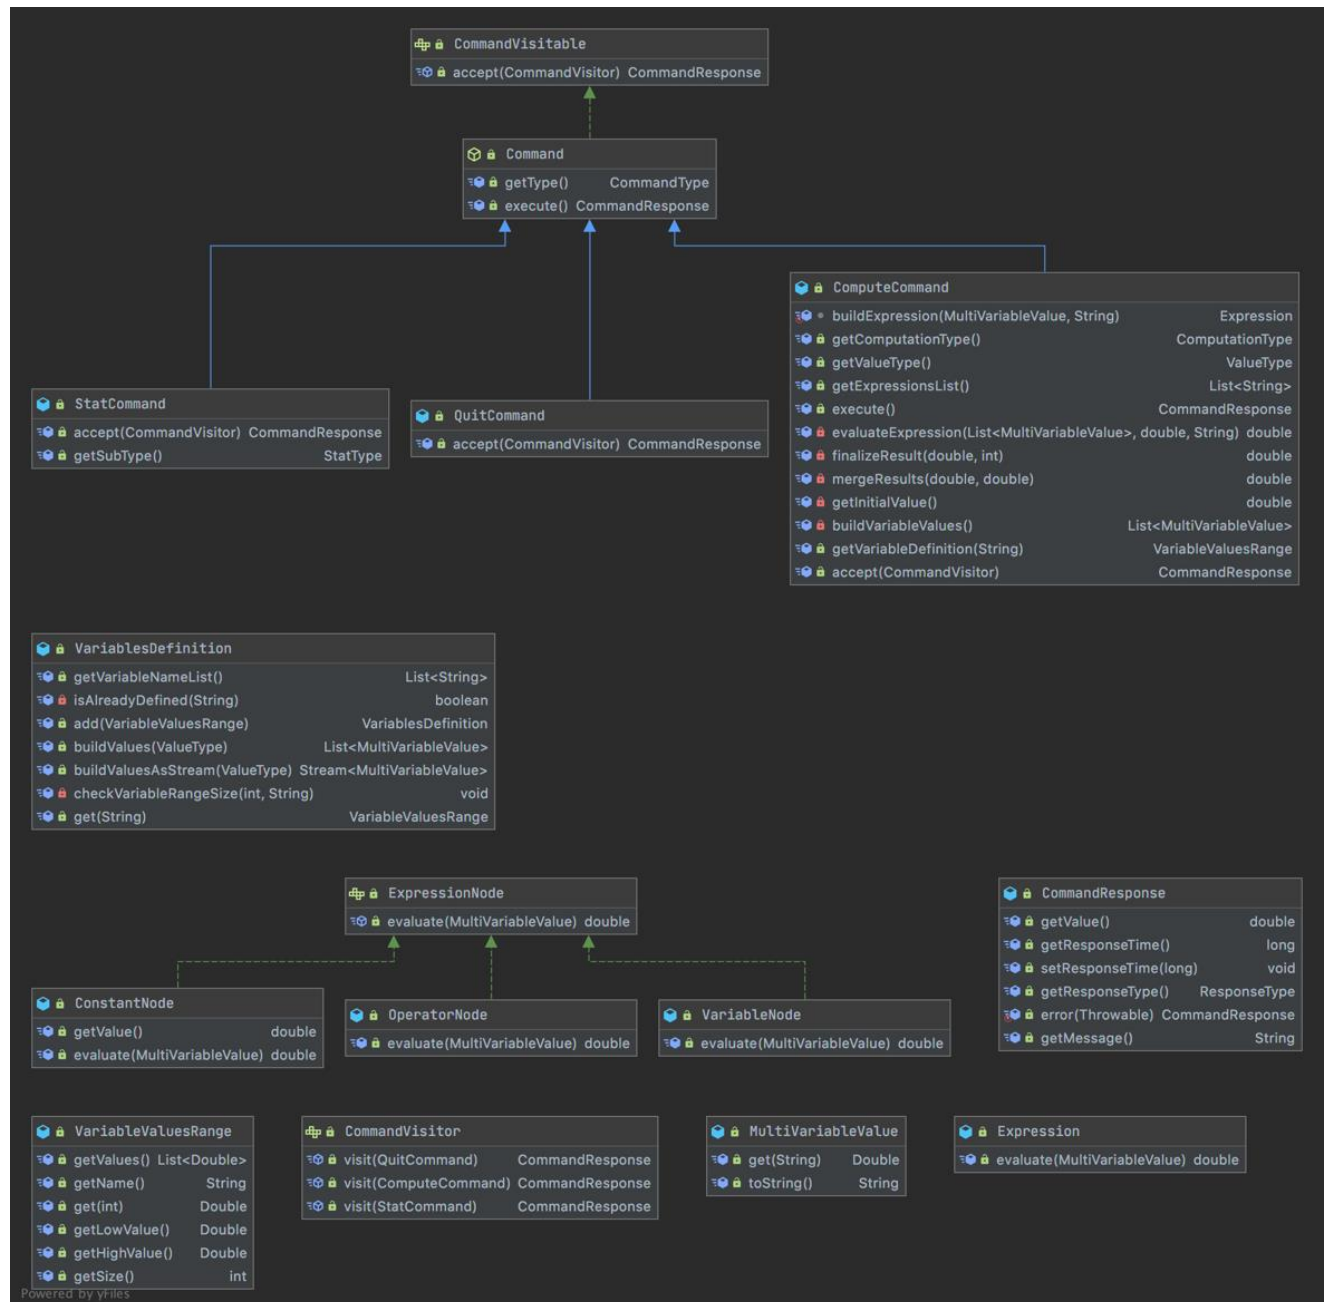 CommandVisitable
accept(CommandVisitor) CommandResponse
Command
getType() CommandType
execute() CommandResponse
ComputeCommand
buildExpression(MultiVariableValue, String) Expression
getComputationType() ComputationType
getValueType() ValueType
getExpressionsList() List<String>
execute() CommandResponse
evaluateExpression(List<MultiVariableValue>, double, String) double
finalizeResult(double, int) double
mergeResults(double, double) double
getInitialValue() double
buildVariableValues() List<MultiVariableValue>
getVariableDefinition(String) VariableValuesRange
accept(CommandVisitor) CommandResponse
StatCommand
accept(CommandVisitor) CommandResponse
getSubType() StatType
QuitCommand
accept(CommandVisitor) CommandResponse
VariablesDefinition
getVariableNameList() List<String>
isAlreadyDefined(String) boolean
add(VariableValuesRange) VariablesDefinition
buildValues(ValueType) List<MultiVariableValue>
buildValuesAsStream(ValueType) Stream<MultiVariableValue>
checkVariableRangeSize(int, String) void
get(String) VariableValuesRange
ExpressionNode
evaluate(MultiVariableValue) double
CommandResponse
getValue() double
getResponseTime() long
setResponseTime(long) void
getResponseType() ResponseType
error(Throwable) CommandResponse
getMessage() String
ConstantNode
getValue() double
evaluate(MultiVariableValue) double
OperatorNode
evaluate(MultiVariableValue) double
VariableNode
evaluate(MultiVariableValue) double
VariableValuesRange
getValues() List<Double>
getName() String
get(int) Double
getLowValue() Double
getHighValue() Double
getSize() int
CommandVisitor
visit(QuitCommand) CommandResponse
visit(ComputeCommand) CommandResponse
visit(StatCommand) CommandResponse
MultiVariableValue
get(String) Double
toString() String
Expression
evaluate(MultiVariableValue) double
Powered by yFiles